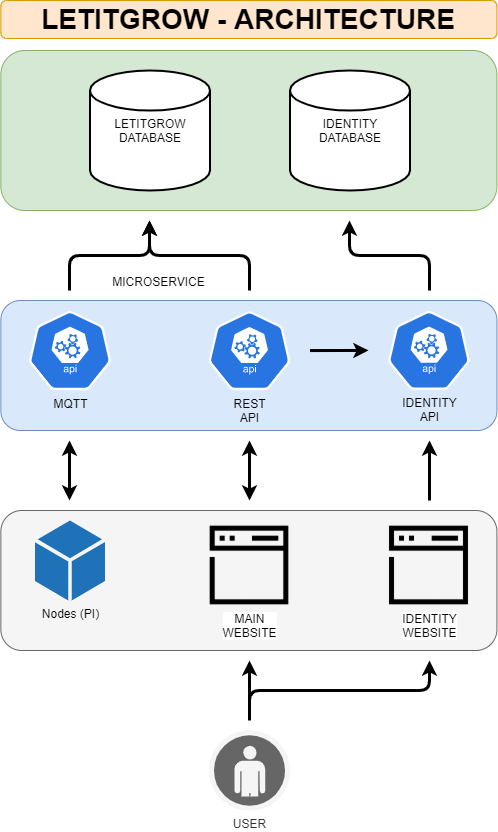 LETITGROW - ARCHITECTURE
LETITGROW
DATABASE
IDENTITY
DATABASE
MICROSERVICE
api
api
api
MQTT
REST
API
IDENTITY
API
Nodes (PI)
MAIN
WEBSITE
IDENTITY
WEBSITE
USER